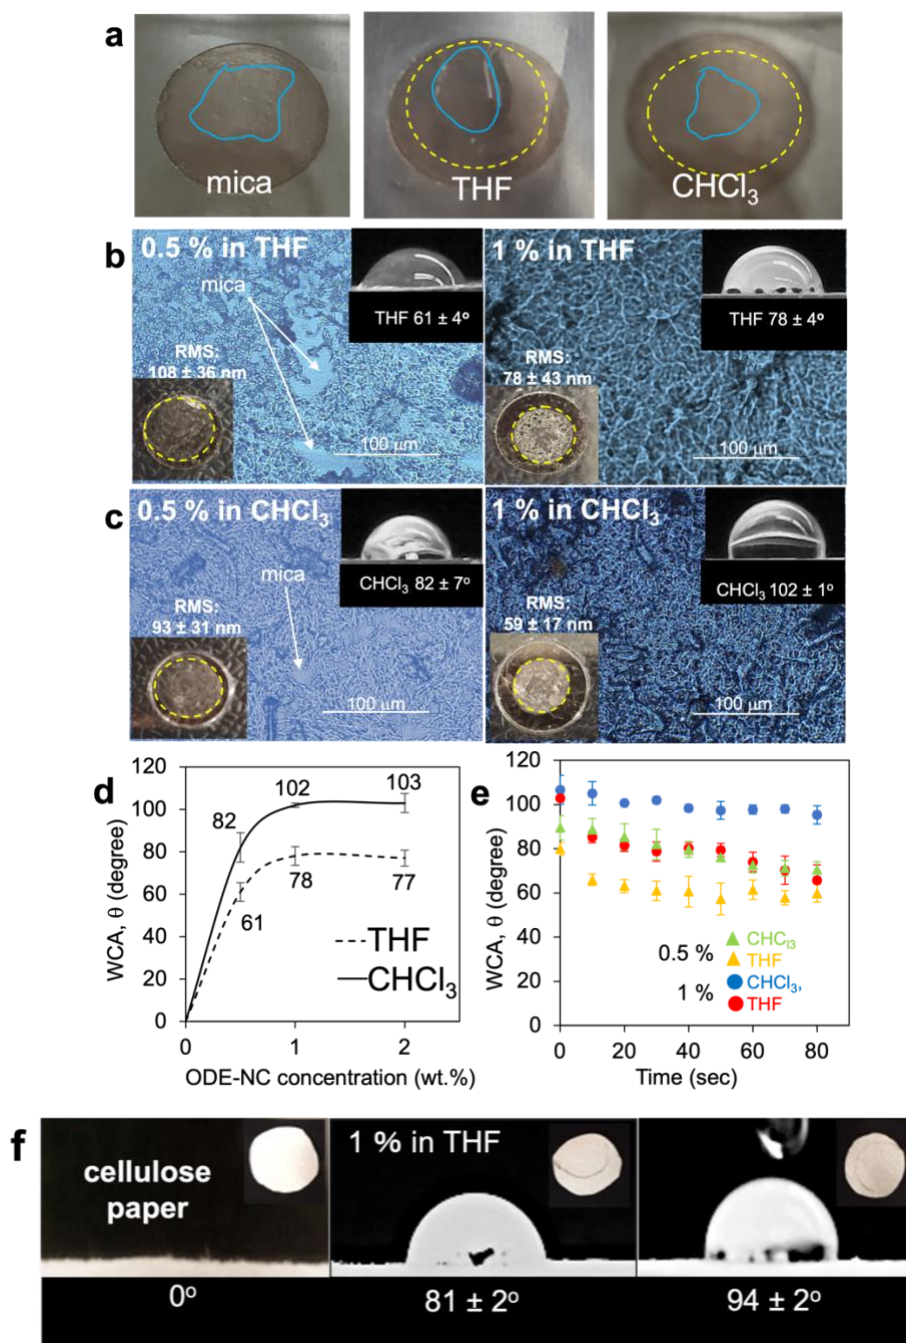 a
mica
THF
CHCl₃
b
0.5 % in THF
mica
THF 61 ± 4°
RMS:
108 ± 36 nm
100 µm
1 % in THF
THF 78 ± 4°
RMS:
78 ± 43 nm
100 µm
c
0.5 % in CHCl₃
mica
CHCl₃ 82 ± 7°
RMS:
93 ± 31 nm
100 µm
1 % in CHCl₃
CHCl₃ 102 ± 1°
RMS:
59 ± 17 nm
100 µm
d
WCA, θ (degree)
120
100
80
60
40
20
0
82
102
103
61
78
77
THF
CHCl₃
0
1
2
ODE-NC concentration (wt.%)
e
WCA, θ (degree)
120
100
80
60
40
20
0
0.5 %
CHC₁₃
THF
1 %
CHCl₃,
THF
0
20
40
60
80
Time (sec)
f
cellulose
paper
0°
1 % in THF
81 ± 2°
94 ± 2°